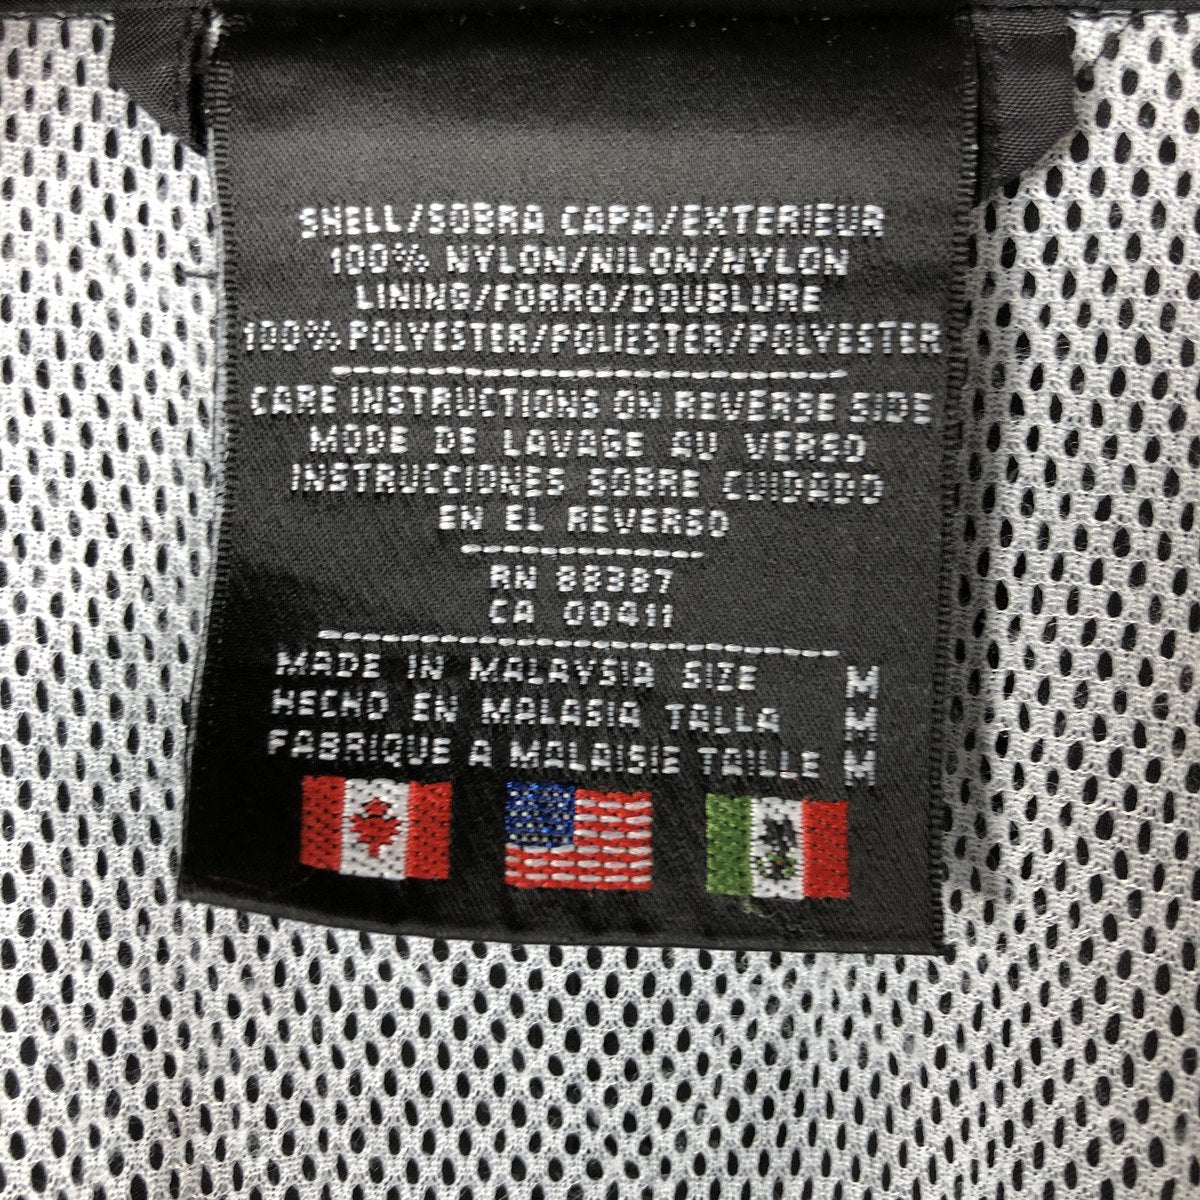 SHELL/SOBRA CAPA/EXTERIEUR
100% NYLON/NILON/NYLON
LINING/FORRO/DOUBLURE
100% POLYESTER/POLIESTER/POLYESTER
CARE INSTRUCTIONS ON REVERSE SIDE
MODE DE LAVAGE AU VERSO
INSTRUCCIONES SOBRE CUIDADO
EN EL REVERSO
RN 88387
CA 00411
MADE IN MALAYSIA SIZE M
HECHO EN MALASIA TALLA M
FABRIQUE A MALAISIE TAILLE M